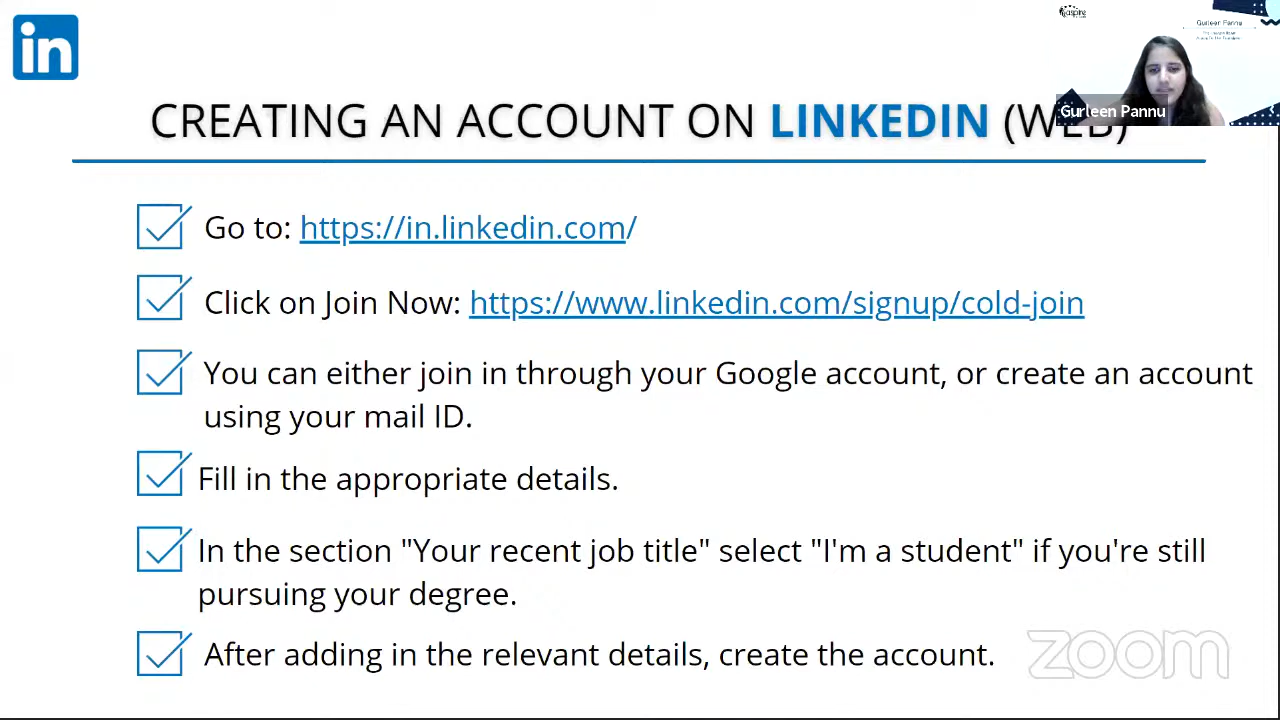 in
aspire
Gurleen Pannu
Gurleen Pannu
CREATING AN ACCOUNT ON LINKEDIN (WEB)
Go to: https://in.linkedin.com/
Click on Join Now: https://www.linkedin.com/signup/cold-join
You can either join in through your Google account, or create an account
using your mail ID.
Fill in the appropriate details.
In the section "Your recent job title" select "I'm a student" if you're still
pursuing your degree.
After adding in the relevant details, create the account.
zoom